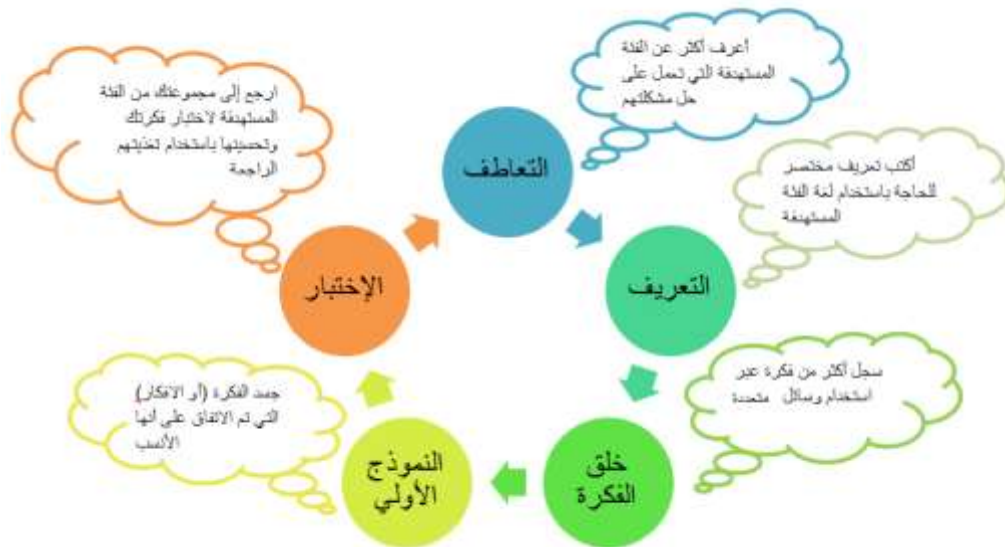 أعرف أكثر عن الفئة
المستهدفة التي تعمل على
حل مشكلتهم
التعاطف
أكتب تعريف مختصر
للحاجة باستخدام لغة الفئة
المستهدفة
التعريف
سجل أكثر من فكرة عبر
استخدام وسائل متعددة
خلق
الفكرة
جسد الفكرة (أو الافكار)
التي تم الاتفاق على أنها
الأنسب
النموذج
الأولي
ارجع إلى مجموعتك من الفئة
المستهدفة لاختبار فكرتك
وتحسينها باستخدام تغذيتهم
الراجعة
الإختبار